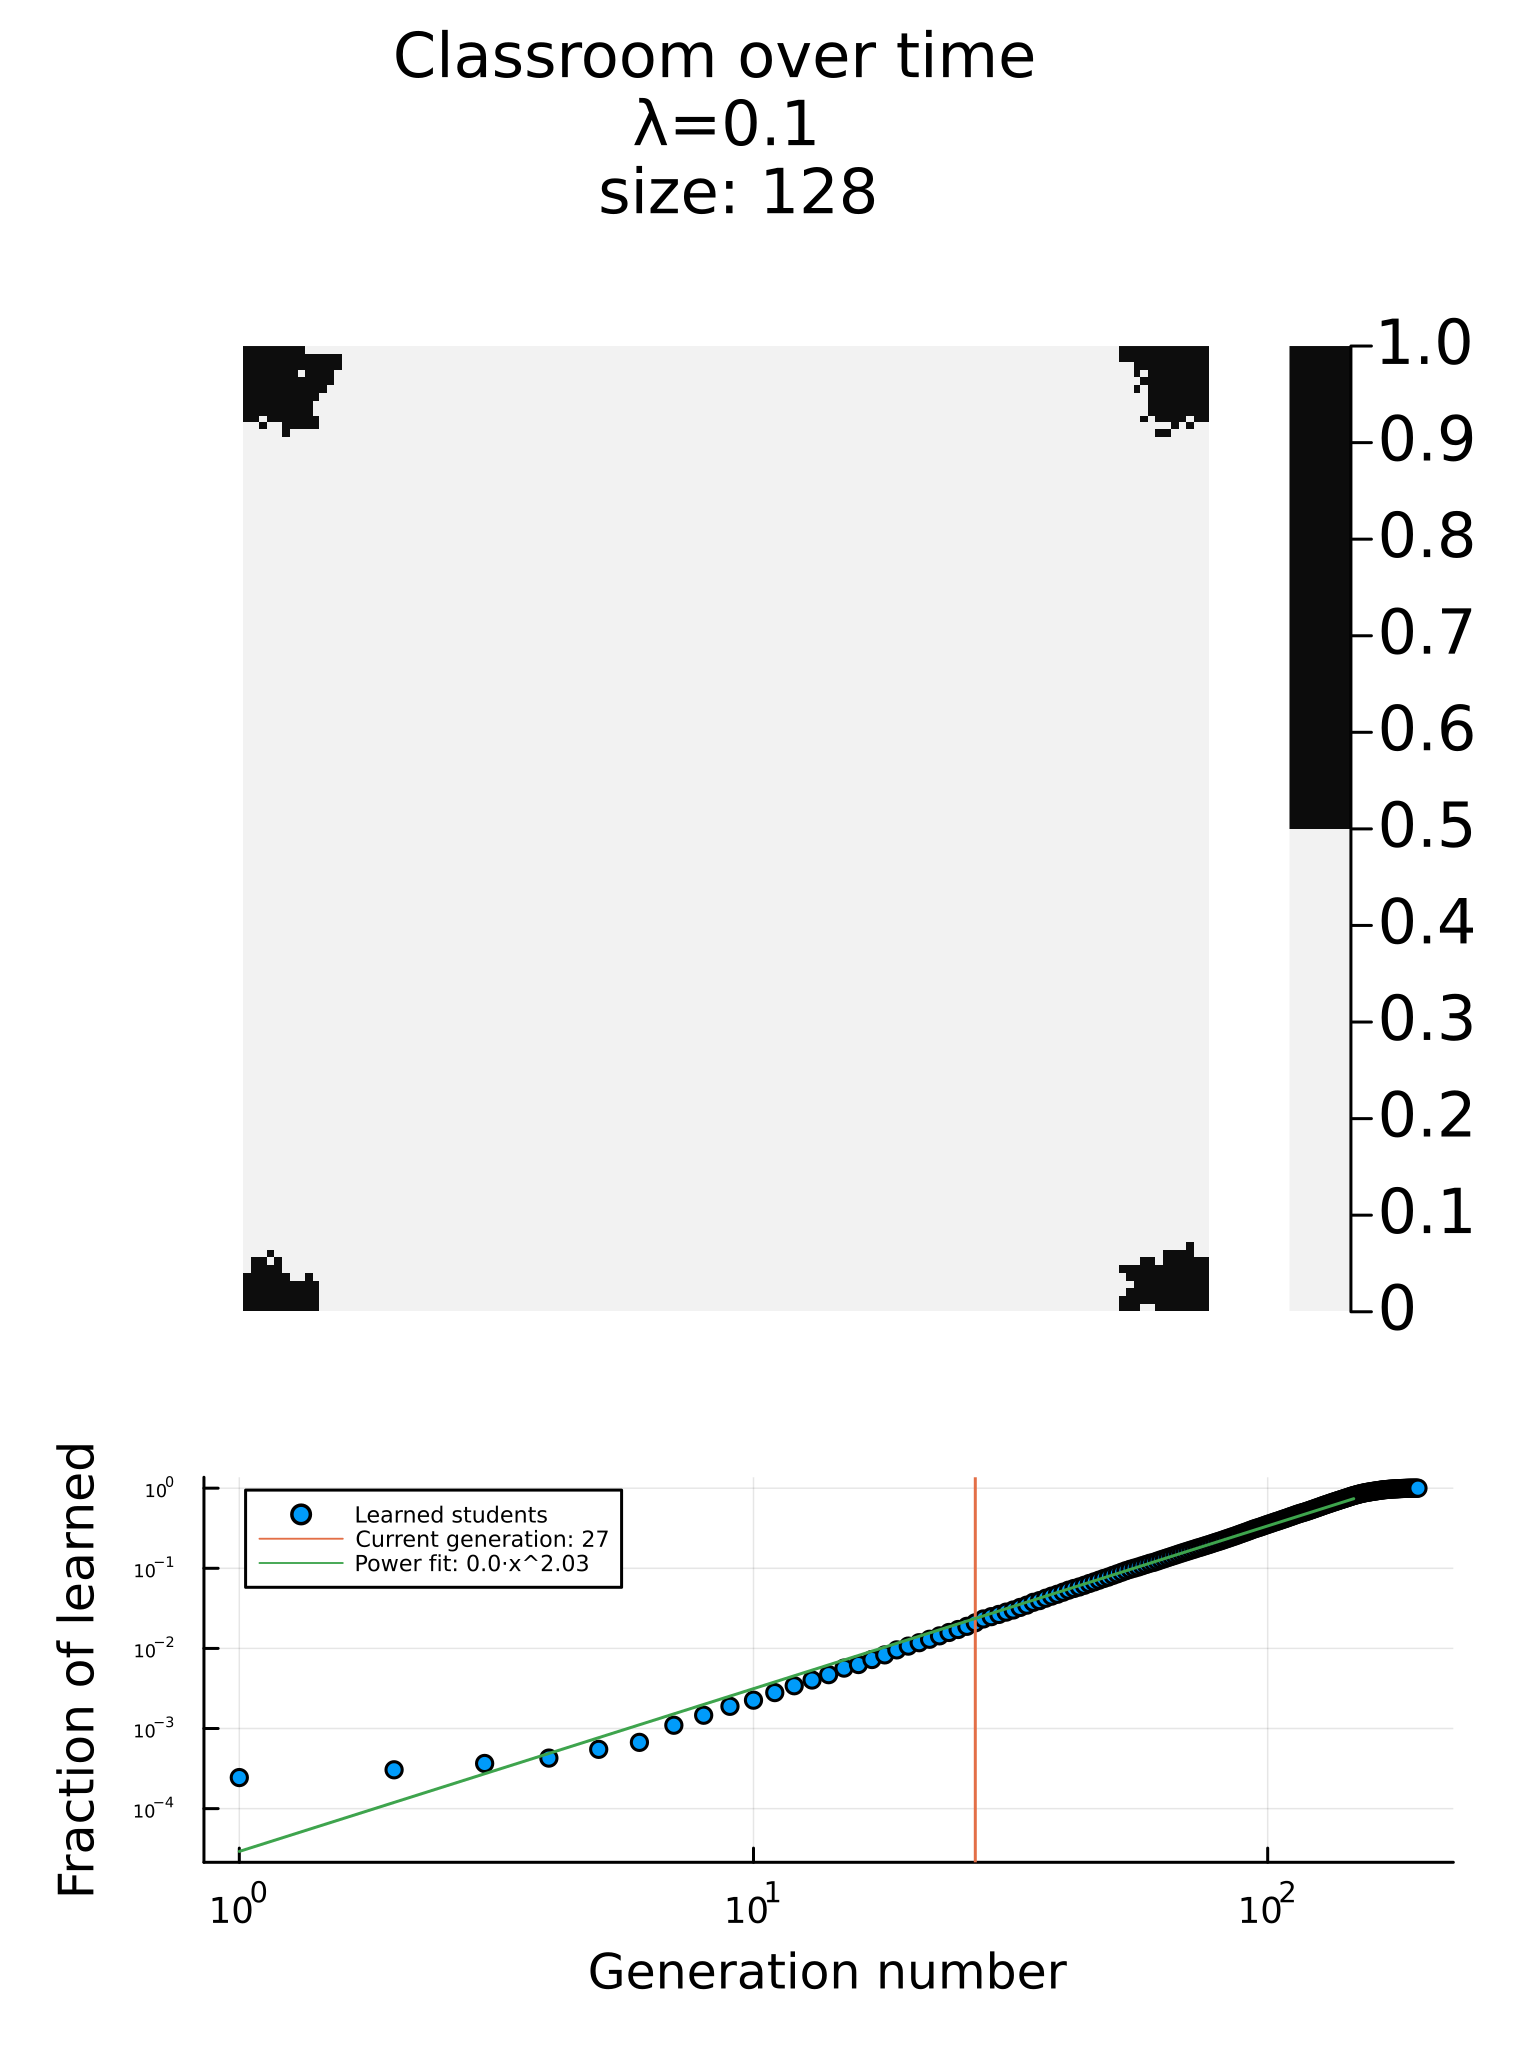 Classroom over time
λ=0.1
size: 128
1.0
0.9
0.8
0.7
0.6
0.5
0.4
0.3
0.2
0.1
0
Fraction of learned
10^0
10^-1
10^-2
10^-3
10^-4
Learned students
Current generation: 27
Power fit: 0.0·x^2.03
10^0 10^1 10^2
Generation number